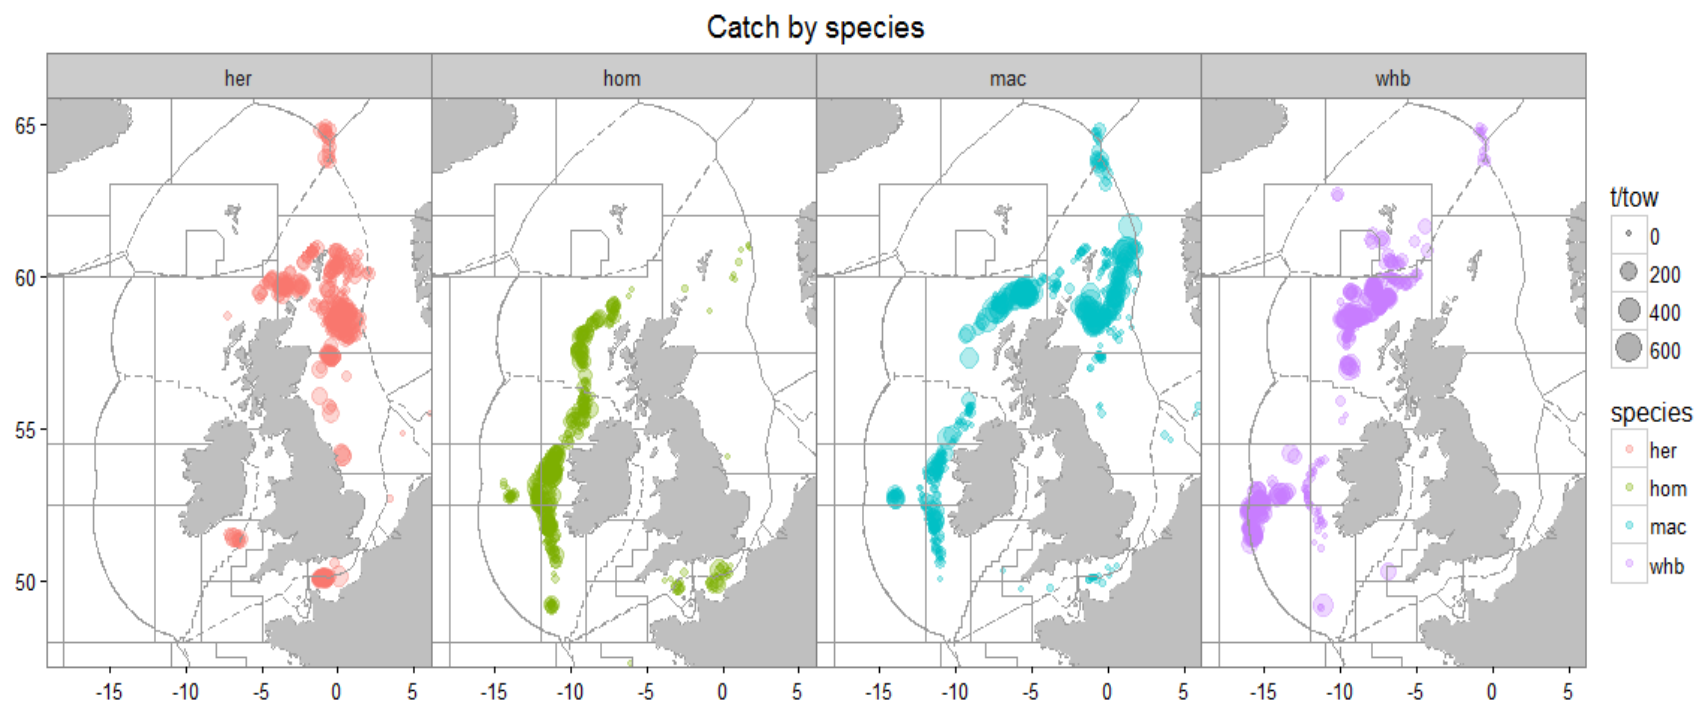 Catch by species
her hom mac whb
65
60
55
50
-15 -10 -5 0 5 -15 -10 -5 0 5 -15 -10 -5 0 5 -15 -10 -5 0 5
t/tow
0
200
400
600
species
her
hom
mac
whb